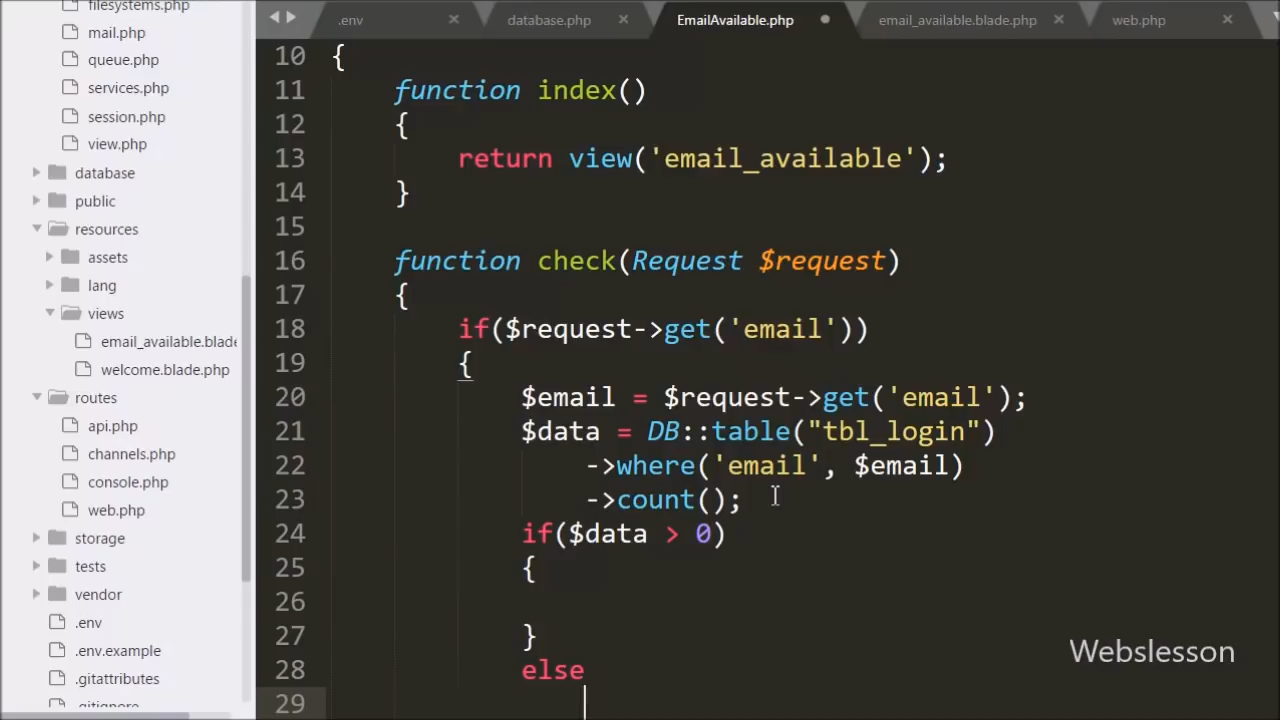 filesystems.php
mail.php
queue.php
services.php
session.php
view.php
database
public
resources
assets
lang
views
email_available.blade
welcome.blade.php
routes
api.php
channels.php
console.php
web.php
storage
tests
vendor
.env
.env.example
.gitattributes
.gitignore
.env
database.php
EmailAvailable.php
email_available.blade.php
web.php
10 {
11 function index()
12 {
13 return view('email_available');
14 }
15
16 function check(Request $request)
17 {
18 if($request->get('email'))
19 {
20 $email = $request->get('email');
21 $data = DB::table("tbl_login")
22 ->where('email', $email)
23 ->count();
24 if($data > 0)
25 {
26
27 }
28 else
29
Webslesson